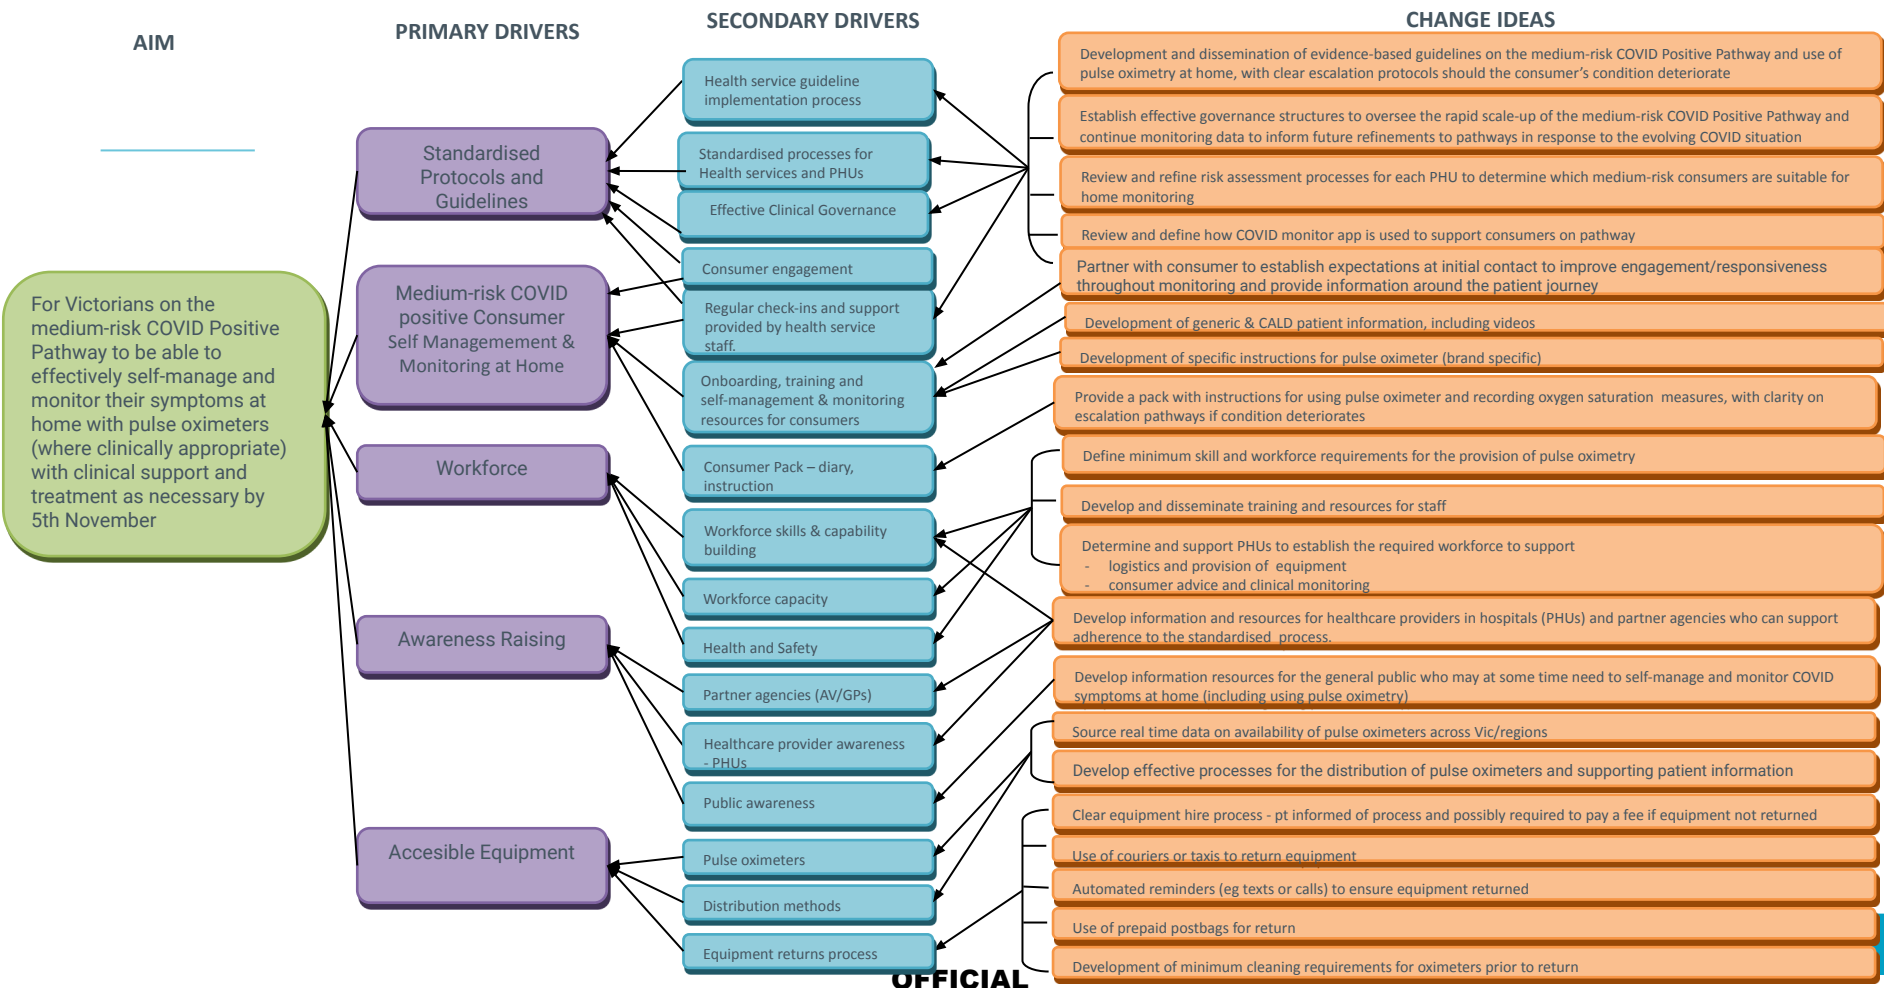 AIM
PRIMARY DRIVERS
SECONDARY DRIVERS
CHANGE IDEAS
For Victorians on the
medium-risk COVID Positive
Pathway to be able to
effectively self-manage and
monitor their symptoms at
home with pulse oximeters
(where clinically appropriate)
with clinical support and
treatment as necessary by
5th November
Standardised
Protocols and
Guidelines
Medium-risk COVID
positive Consumer
Self Managemement &
Monitoring at Home
Workforce
Awareness Raising
Accesible Equipment
Health service guideline
implementation process
Standardised processes for
Health services and PHUs
Effective Clinical Governance
Consumer engagement
Regular check-ins and support
provided by health service
staff.
Onboarding, training and
self-management & monitoring
resources for consumers
Consumer Pack – diary,
instruction
Workforce skills & capability
building
Workforce capacity
Health and Safety
Partner agencies (AV/GPs)
Healthcare provider awareness
- PHUs
Public awareness
Pulse oximeters
Distribution methods
Equipment returns process
Development and dissemination of evidence-based guidelines on the medium-risk COVID Positive Pathway and use of
pulse oximetry at home, with clear escalation protocols should the consumer’s condition deteriorate
Establish effective governance structures to oversee the rapid scale-up of the medium-risk COVID Positive Pathway and
continue monitoring data to inform future refinements to pathways in response to the evolving COVID situation
Review and refine risk assessment processes for each PHU to determine which medium-risk consumers are suitable for
home monitoring
Review and define how COVID monitor app is used to support consumers on pathway
Partner with consumer to establish expectations at initial contact to improve engagement/responsiveness
throughout monitoring and provide information around the patient journey
Development of generic & CALD patient information, including videos
Development of specific instructions for pulse oximeter (brand specific)
Provide a pack with instructions for using pulse oximeter and recording oxygen saturation measures, with clarity on
escalation pathways if condition deteriorates
Define minimum skill and workforce requirements for the provision of pulse oximetry
Develop and disseminate training and resources for staff
Determine and support PHUs to establish the required workforce to support
- logistics and provision of equipment
- consumer advice and clinical monitoring
Develop information and resources for healthcare providers in hospitals (PHUs) and partner agencies who can support
adherence to the standardised process.
Develop information resources for the general public who may at some time need to self-manage and monitor COVID
symptoms at home (including using pulse oximetry)
Source real time data on availability of pulse oximeters across Vic/regions
Develop effective processes for the distribution of pulse oximeters and supporting patient information
Clear equipment hire process - pt informed of process and possibly required to pay a fee if equipment not returned
Use of couriers or taxis to return equipment
Automated reminders (eg texts or calls) to ensure equipment returned
Use of prepaid postbags for return
Development of minimum cleaning requirements for oximeters prior to return
OFFICIAL